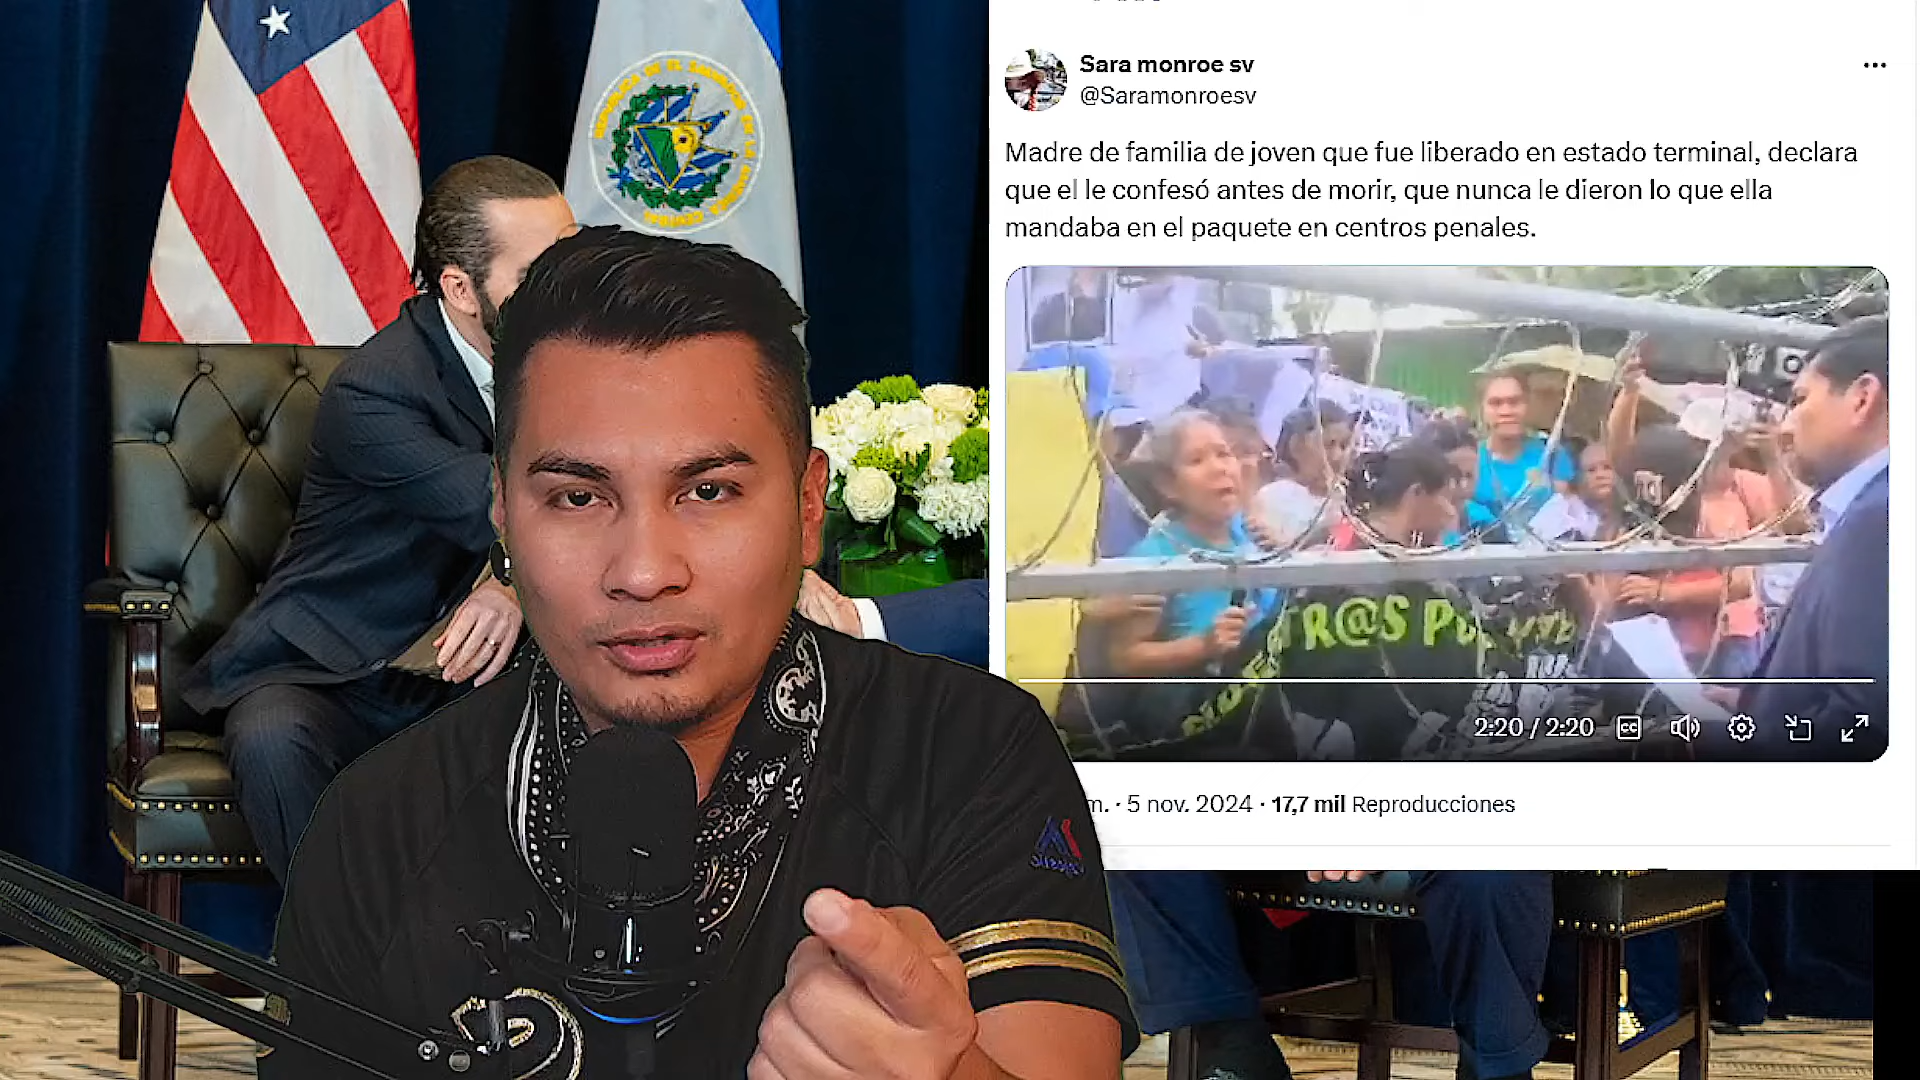 Sara monroe sv
@Saramonroesv
Madre de familia de joven que fue liberado en estado terminal, declara
que el le confesó antes de morir, que nunca le dieron lo que ella
mandaba en el paquete en centros penales.
TR@S
2:20 / 2:20
CC
m. · 5 nov. 2024 · 17,7 mil Reproducciones